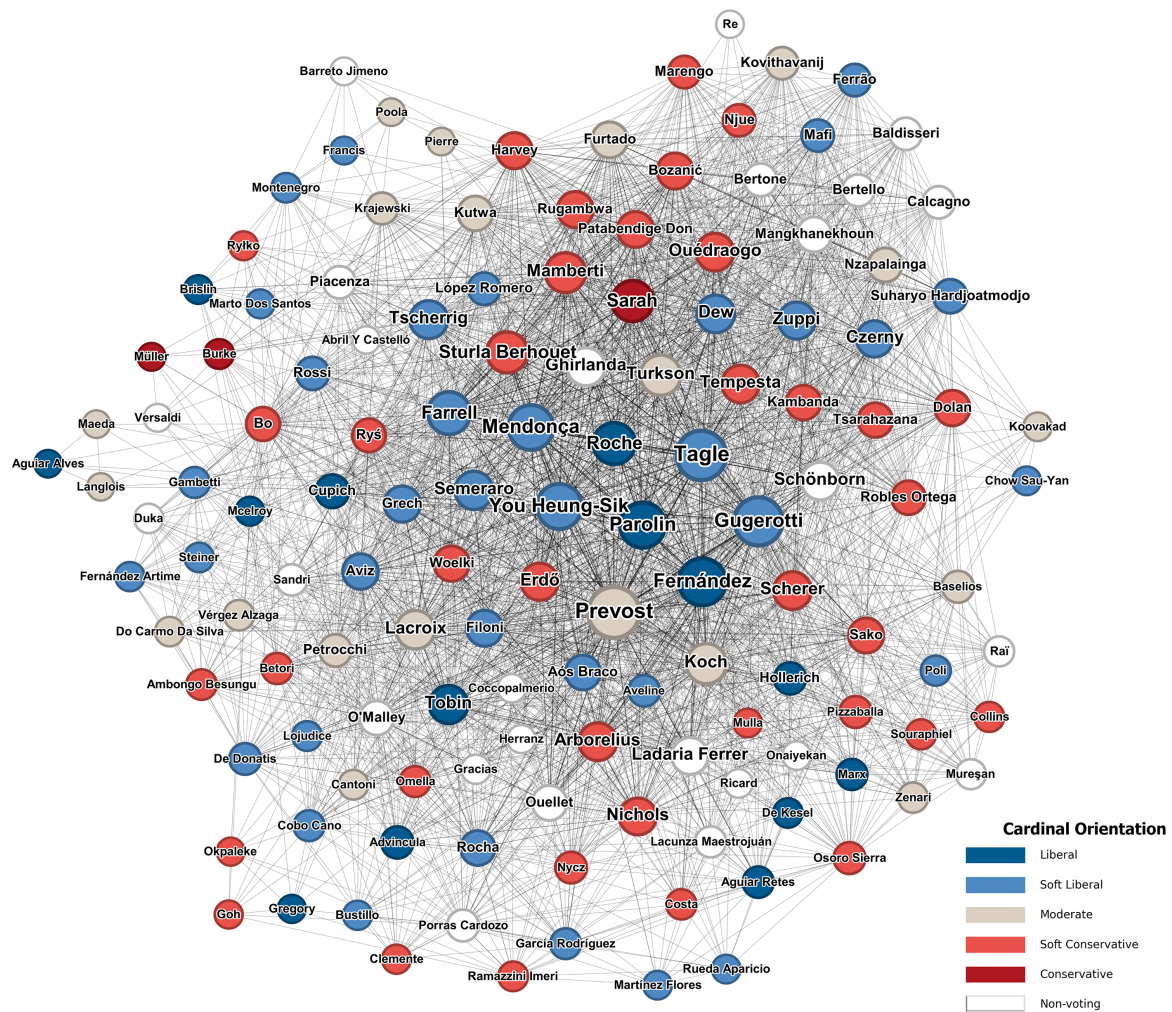 Re
Barreto Jimeno
Marengo
Kovithavanij
Ferrão
Poola
Pierre
Njue
Mafi
Baldisseri
Francis
Harvey
Furtado
Bozanić
Bertone
Bertello
Montenegro
Krajewski
Kutwa
Rugambwa
Patabendige Don
Calcagno
Ryłko
Ouédraogo
Mangkhanekhoun
Nzapalainga
Brislin
Marto Dos Santos
Piacenza
López Romero
Mamberti
Sarah
Suharyo Hardjoatmodjo
Tscherrig
Dew
Zuppi
Czerny
Abril Y Castelló
Müller
Burke
Rossi
Sturla Berhouet
Ghirlanda
Turkson
Tempesta
Kambanda
Tsarahazana
Dolan
Maeda
Versaldi
Bo
Ryś
Farrell
Mendonça
Roche
Koovakad
Aguiar Alves
Langlois
Gambetti
Cupich
Grech
Semeraro
Tagle
Schönborn
Robles Ortega
Chow Sau-Yan
Duka
Mcelroy
You Heung-Sik
Parolin
Gugerotti
Steiner
Fernández Artime
Sandri
Aviz
Woelki
Erdő
Fernández
Scherer
Baselios
Do Carmo Da Silva
Vérgez Alzaga
Petrocchi
Lacroix
Filoni
Prevost
Sako
Raï
Ambongo Besungu
Betori
Aós Braco
Koch
Hollerich
Poli
Tobin
Coccopalmerio
Aveline
O'Malley
Lojudice
De Donatis
Herranz
Arborelius
Ladaria Ferrer
Mulla
Pizzaballa
Souraphiel
Collins
Onaiyekan
Cantoni
Omella
Gracias
Ricard
Marx
Mureşan
Zenari
Ouellet
Nichols
De Kesel
Cobo Cano
Advincula
Rocha
Lacunza Maestrojuán
Okpaleke
Nycz
Osoro Sierra
Aguiar Retes
Goh
Gregory
Bustillo
Porras Cardozo
Costa
García Rodríguez
Clemente
Ramazzini Imeri
Martínez Flores
Rueda Aparicio
Cardinal Orientation
Liberal
Soft Liberal
Moderate
Soft Conservative
Conservative
Non-voting